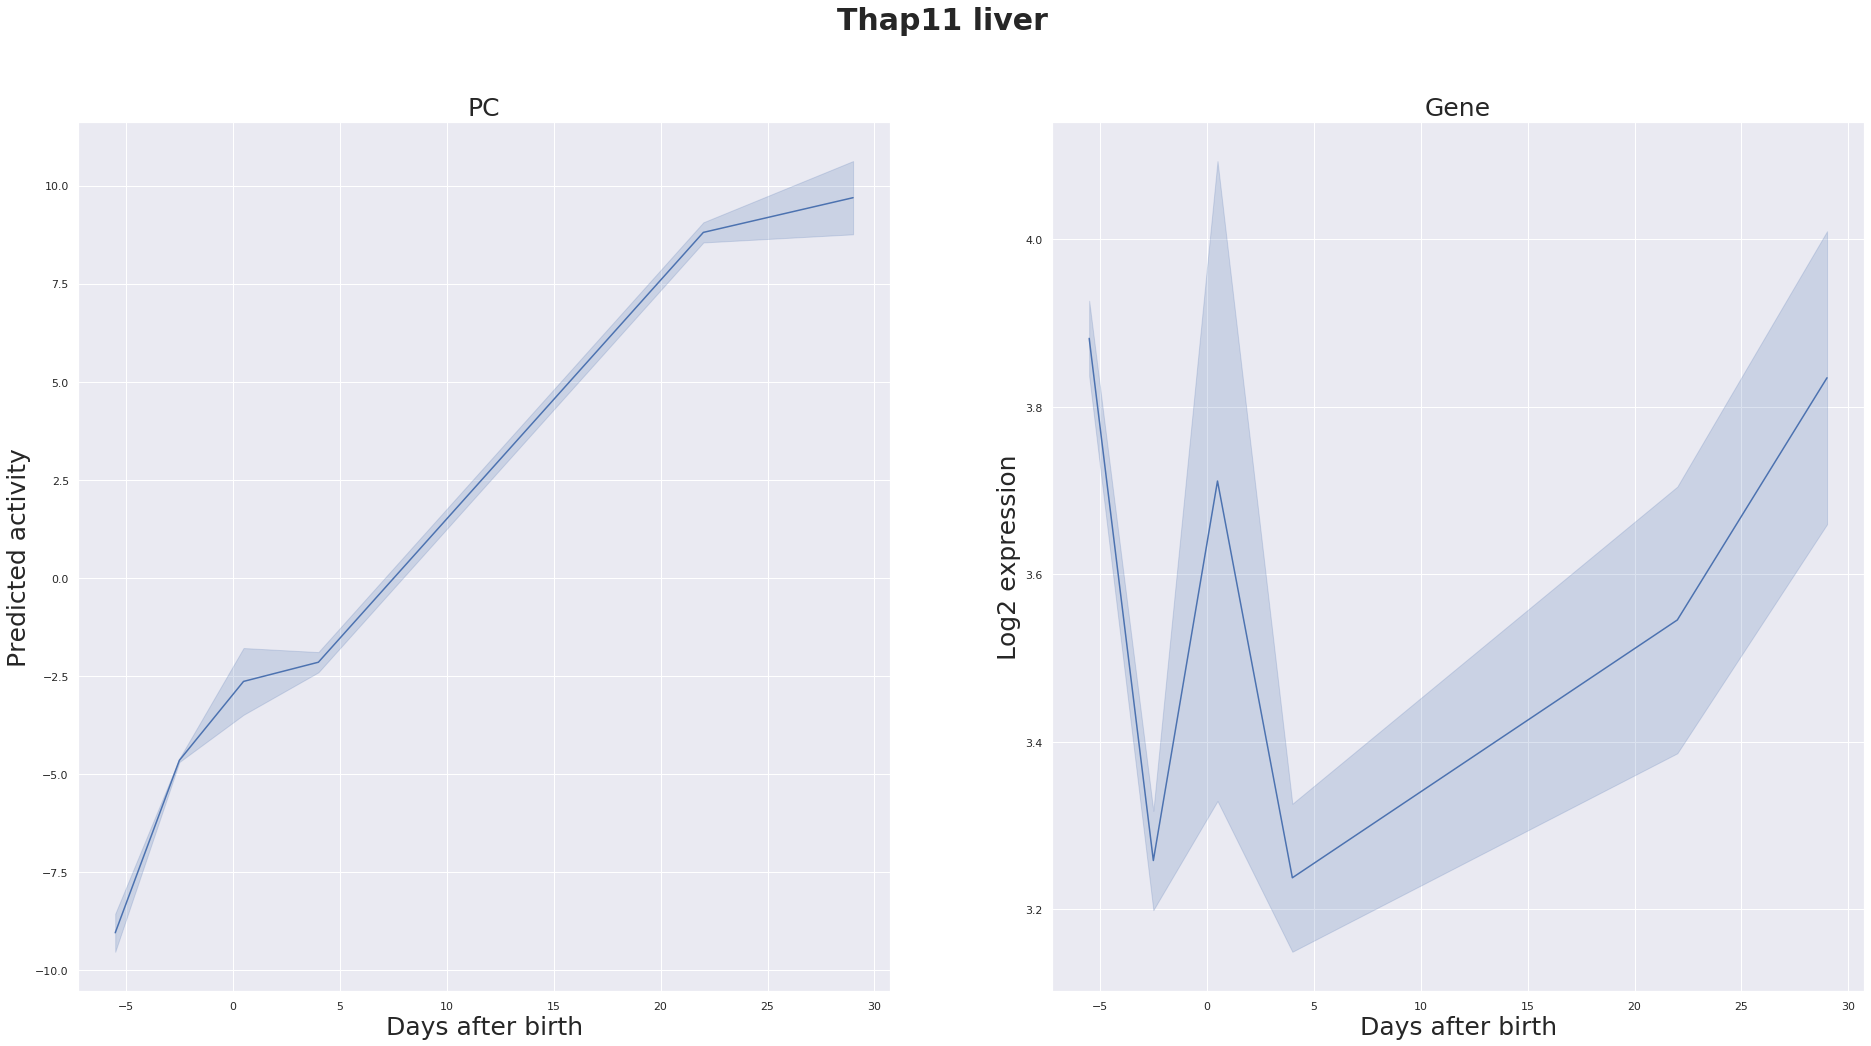 Thap11 liver
PC
Predicted activity
10.0
7.5
5.0
2.5
0.0
−2.5
−5.0
−7.5
−10.0
−5 0 5 10 15 20 25 30
Days after birth
Gene
Log2 expression
4.0
3.8
3.6
3.4
3.2
−5 0 5 10 15 20 25 30
Days after birth